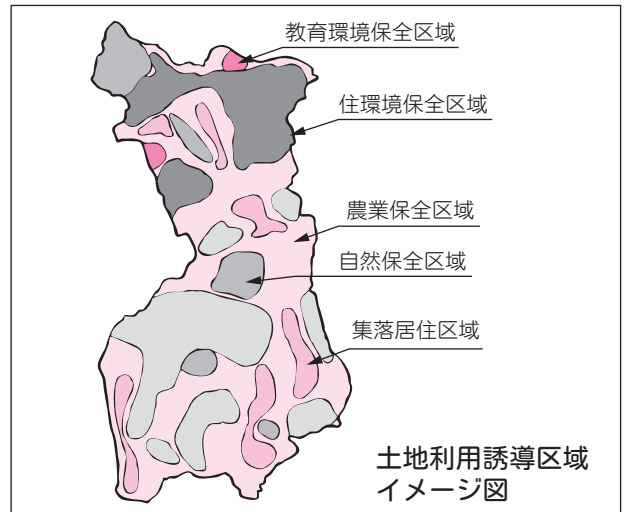 教育環境保全区域
住環境保全区域
農業保全区域
自然保全区域
集落居住区域
土地利用誘導区域
イメージ図